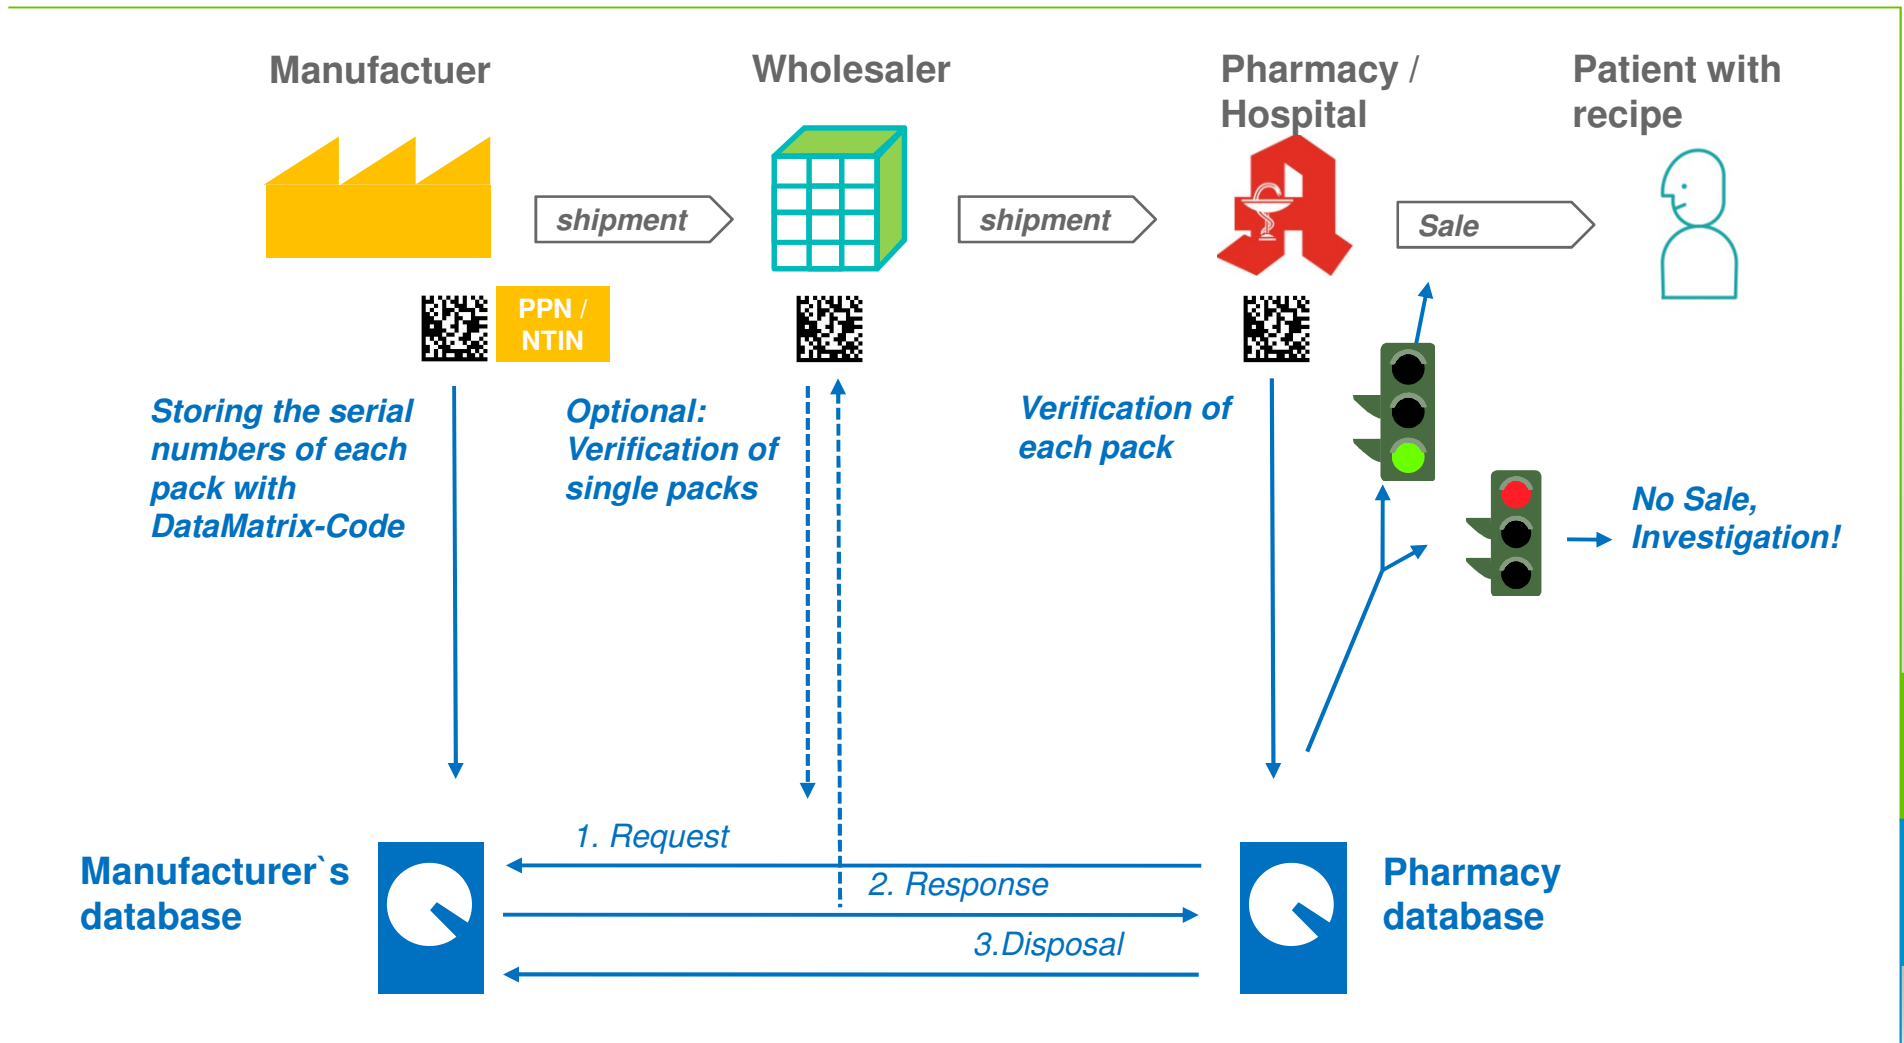 Manufactuer
Wholesaler
Pharmacy /
Hospital
Patient with
recipe
shipment
shipment
Sale
PPN /
NTIN
Storing the serial
numbers of each
pack with
DataMatrix-Code
Optional:
Verification of
single packs
Verification of
each pack
No Sale,
Investigation!
1. Request
2. Response
3.Disposal
Manufacturer`s
database
Pharmacy
database